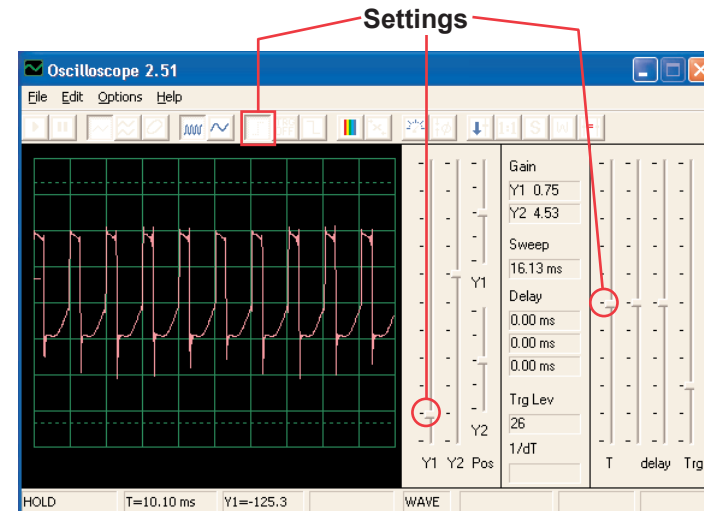 Settings
Oscilloscope 2.51
File Edit Options Help
Gain
Y1 0.75
Y2 4.53
Sweep
16.13 ms
Delay
0.00 ms
0.00 ms
0.00 ms
Trg Lev
26
1/dT
Y1
Y2
Y1 Y2 Pos
T delay Trg
HOLD T=10.10 ms Y1=-125.3 WAVE